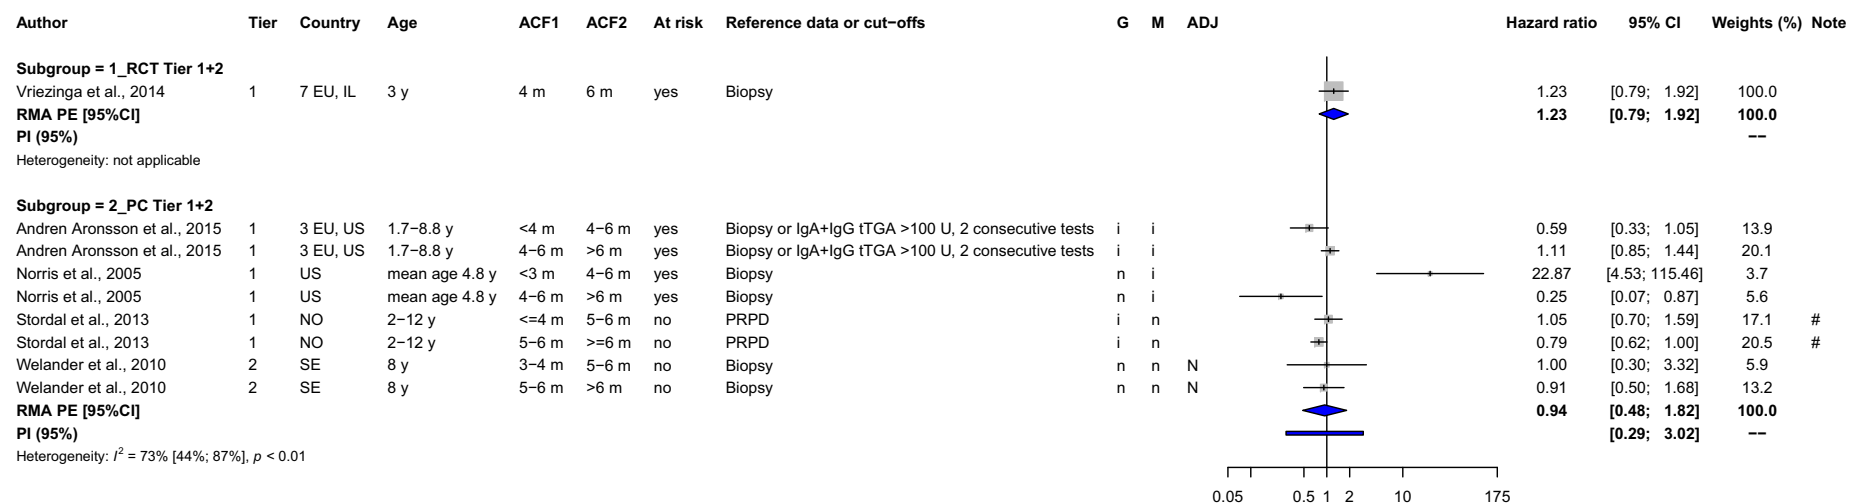 Author Tier Country Age ACF1 ACF2 At risk Reference data or cut−offs G M ADJ Hazard ratio 95% CI Weights (%) Note
Subgroup = 1_RCT Tier 1+2
Vriezinga et al., 2014 1 7 EU, IL 3 y 4 m 6 m yes Biopsy 1.23 [0.79; 1.92] 100.0
RMA PE [95%CI] 1.23 [0.79; 1.92] 100.0
PI (95%) −−
Heterogeneity: not applicable
Subgroup = 2_PC Tier 1+2
Andren Aronsson et al., 2015 1 3 EU, US 1.7−8.8 y <4 m 4−6 m yes Biopsy or IgA+IgG tTGA >100 U, 2 consecutive tests i i 0.59 [0.33; 1.05] 13.9
Andren Aronsson et al., 2015 1 3 EU, US 1.7−8.8 y 4−6 m >6 m yes Biopsy or IgA+IgG tTGA >100 U, 2 consecutive tests i i 1.11 [0.85; 1.44] 20.1
Norris et al., 2005 1 US mean age 4.8 y <3 m 4−6 m yes Biopsy n i 22.87 [4.53; 115.46] 3.7
Norris et al., 2005 1 US mean age 4.8 y 4−6 m >6 m yes Biopsy n i 0.25 [0.07; 0.87] 5.6
Stordal et al., 2013 1 NO 2−12 y <=4 m 5−6 m no PRPD i n 1.05 [0.70; 1.59] 17.1 #
Stordal et al., 2013 1 NO 2−12 y 5−6 m >=6 m no PRPD i n 0.79 [0.62; 1.00] 20.5 #
Welander et al., 2010 2 SE 8 y 3−4 m 5−6 m no Biopsy n n N 1.00 [0.30; 3.32] 5.9
Welander et al., 2010 2 SE 8 y 5−6 m >6 m no Biopsy n n N 0.91 [0.50; 1.68] 13.2
RMA PE [95%CI] 0.94 [0.48; 1.82] 100.0
PI (95%) [0.29; 3.02] −−
Heterogeneity: I² = 73% [44%; 87%], p < 0.01
0.05 0.5 1 2 10 175